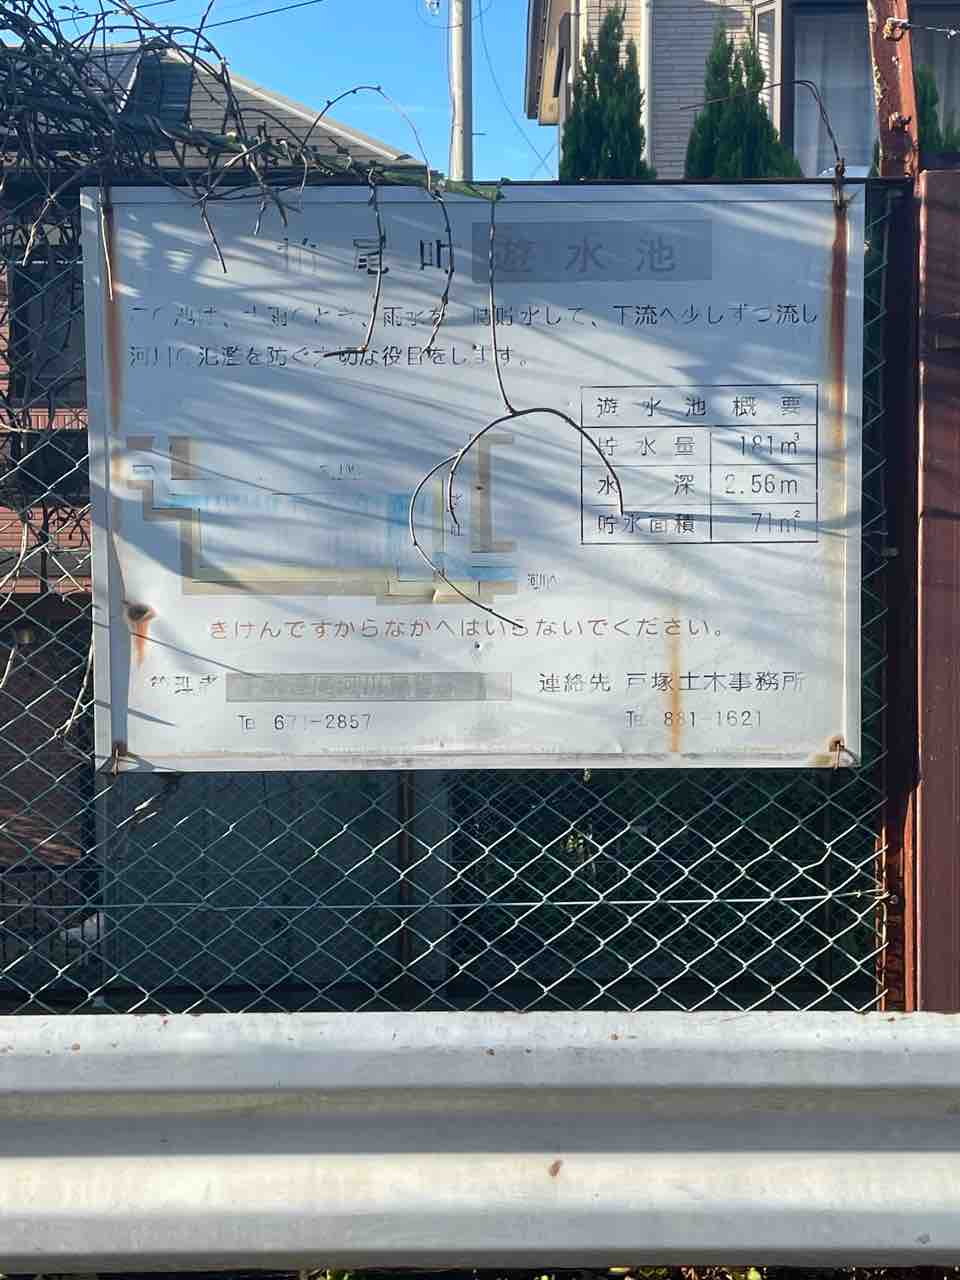 尾町 遊水池
池は、大雨のとき、雨水を一時貯水して、下流へ少しずつ流し
河川の氾濫を防ぐ大切な役目をします。
遊水池概要
貯水量 181m³
水深 2.56m
貯水面積 71m²
河川へ
きけんですからなかへはいらないでください。
管理者
連絡先 戸塚土木事務所
TEL 671-2857
TEL 881-1621